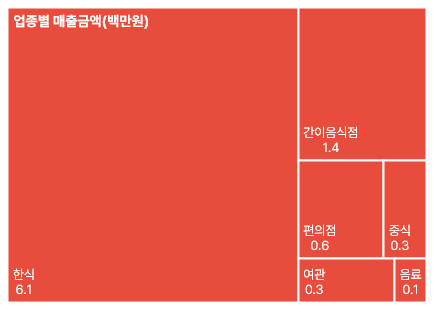 업종별 매출금액(백만원)
한식
6.1
간이음식점
1.4
편의점
0.6
중식
0.3
여관
0.3
음료
0.1